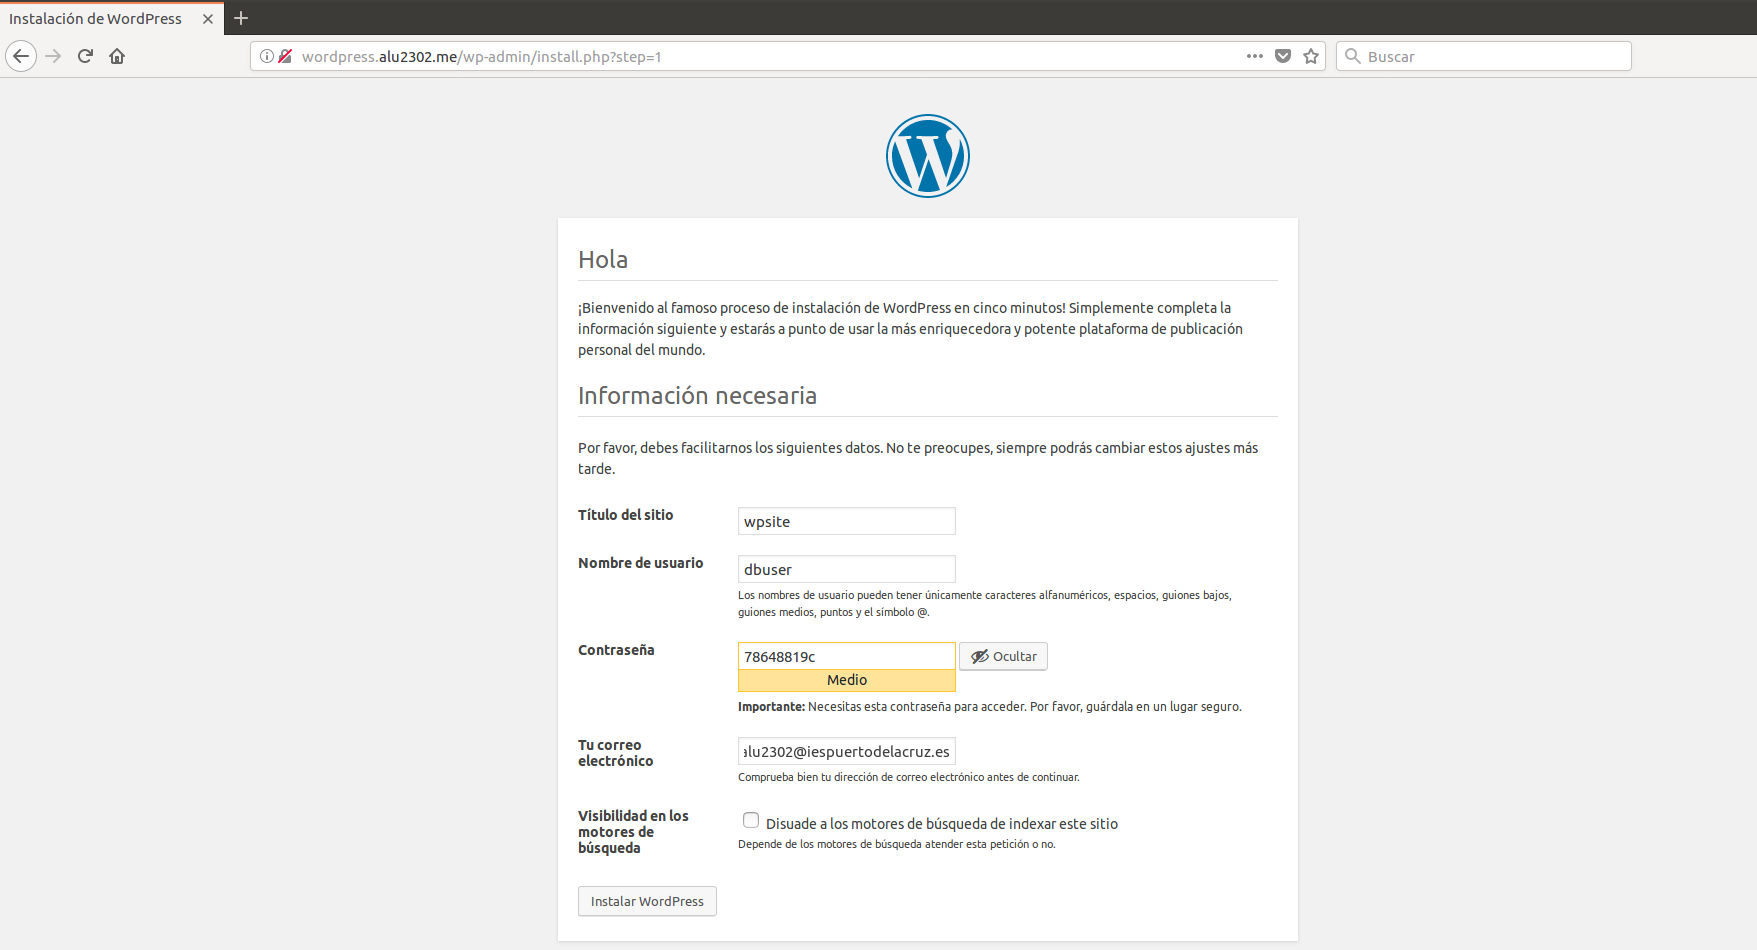 Instalación de WordPress
wordpress.alu2302.me/wp-admin/install.php?step=1
Buscar
Hola
¡Bienvenido al famoso proceso de instalación de WordPress en cinco minutos! Simplemente completa la
información siguiente y estarás a punto de usar la más enriquecedora y potente plataforma de publicación
personal del mundo.
Información necesaria
Por favor, debes facilitarnos los siguientes datos. No te preocupes, siempre podrás cambiar estos ajustes más
tarde.
Título del sitio
wpsite
Nombre de usuario
dbuser
Los nombres de usuario pueden tener únicamente caracteres alfanuméricos, espacios, guiones bajos,
guiones medios, puntos y el símbolo @.
Contraseña
78648819c
Ocultar
Medio
Importante: Necesitas esta contraseña para acceder. Por favor, guárdala en un lugar seguro.
Tu correo
electrónico
alu2302@iespuertodelacruz.es
Comprueba bien tu dirección de correo electrónico antes de continuar.
Visibilidad en los
motores de
búsqueda
Disuade a los motores de búsqueda de indexar este sitio
Depende de los motores de búsqueda atender esta petición o no.
Instalar WordPress